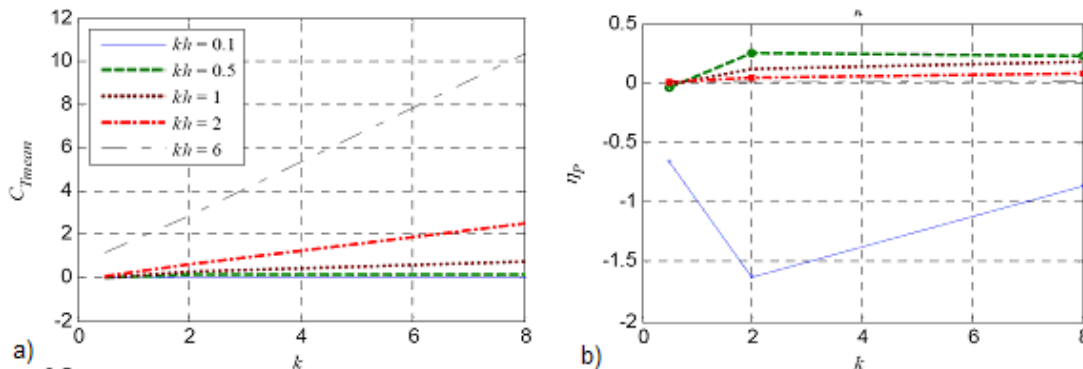 12
10
8
6
4
2
0
-2
C_Tmean
kh = 0.1
kh = 0.5
kh = 1
kh = 2
kh = 6
0 2 4 6 8
k
a)
0.5
0
-0.5
-1
-1.5
-2
η_P
0 2 4 6 8
k
b)